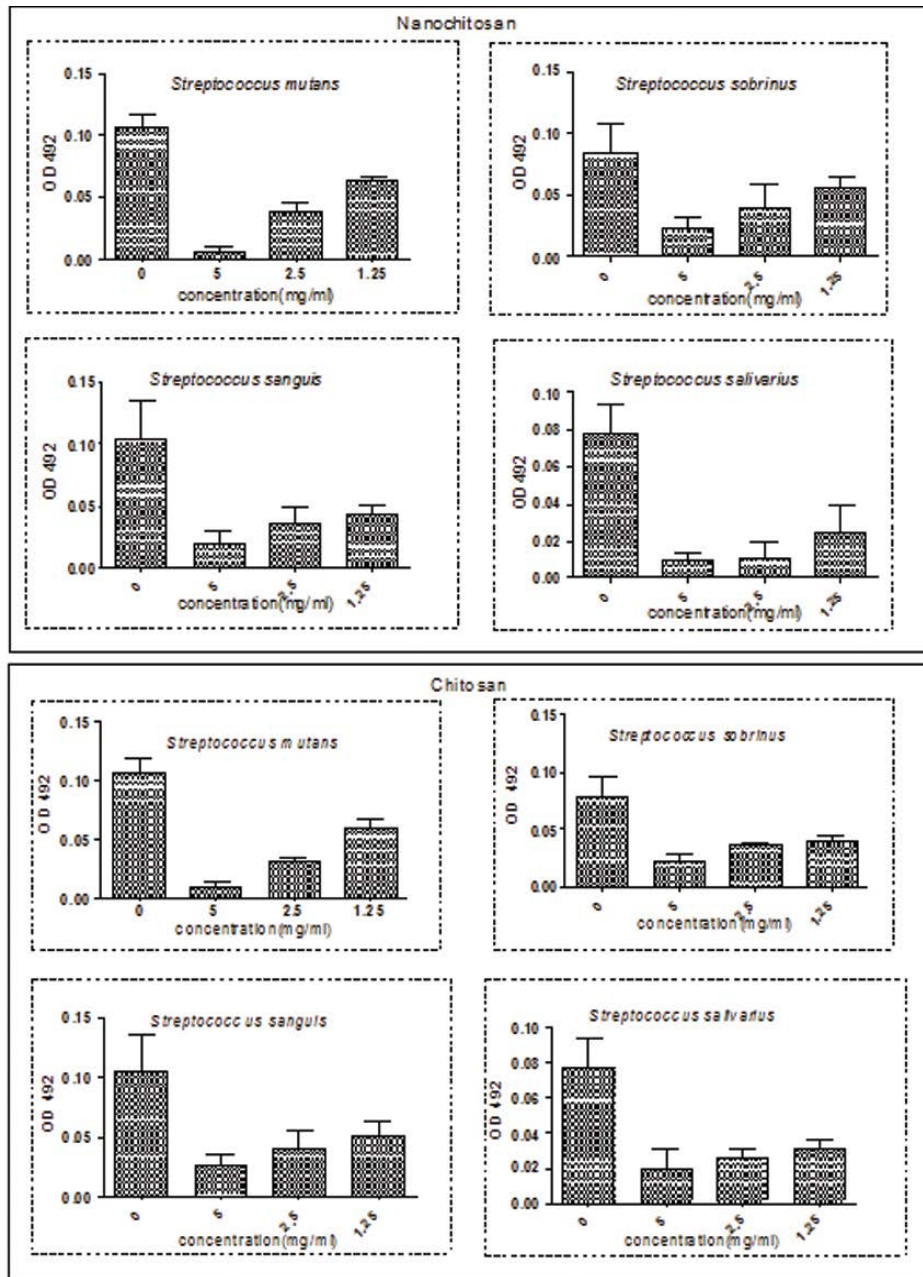 Nanochitosan
Streptococcus mutans
0.15
0.10
0.05
0.00
OD 492
0 5 2.5 1.25
concentration(mg/ml)
Streptococcus sobrinus
0.15
0.10
0.05
0.00
OD 492
0 5 2.5 1.25
concentration(mg/ml)
Streptococcus sanguis
0.15
0.10
0.05
0.00
OD 492
0 5 2.5 1.25
concentration(mg/ml)
Streptococcus salivarius
0.08
0.06
0.04
0.02
0.00
OD 492
0 5 2.5 1.25
concentration(mg/ml)
Chitosan
Streptococcus mutans
0.15
0.10
0.05
0.00
OD 492
0 5 2.5 1.25
concentration(mg/ml)
Streptococcus sobrinus
0.15
0.10
0.05
0.00
OD 492
0 5 2.5 1.25
concentration(mg/ml)
Streptococcus sanguis
0.15
0.10
0.05
0.00
OD 492
0 5 2.5 1.25
concentration(mg/ml)
Streptococcus salivarius
0.10
0.08
0.06
0.04
0.02
0.00
OD 492
0 5 2.5 1.25
concentration(mg/ml)